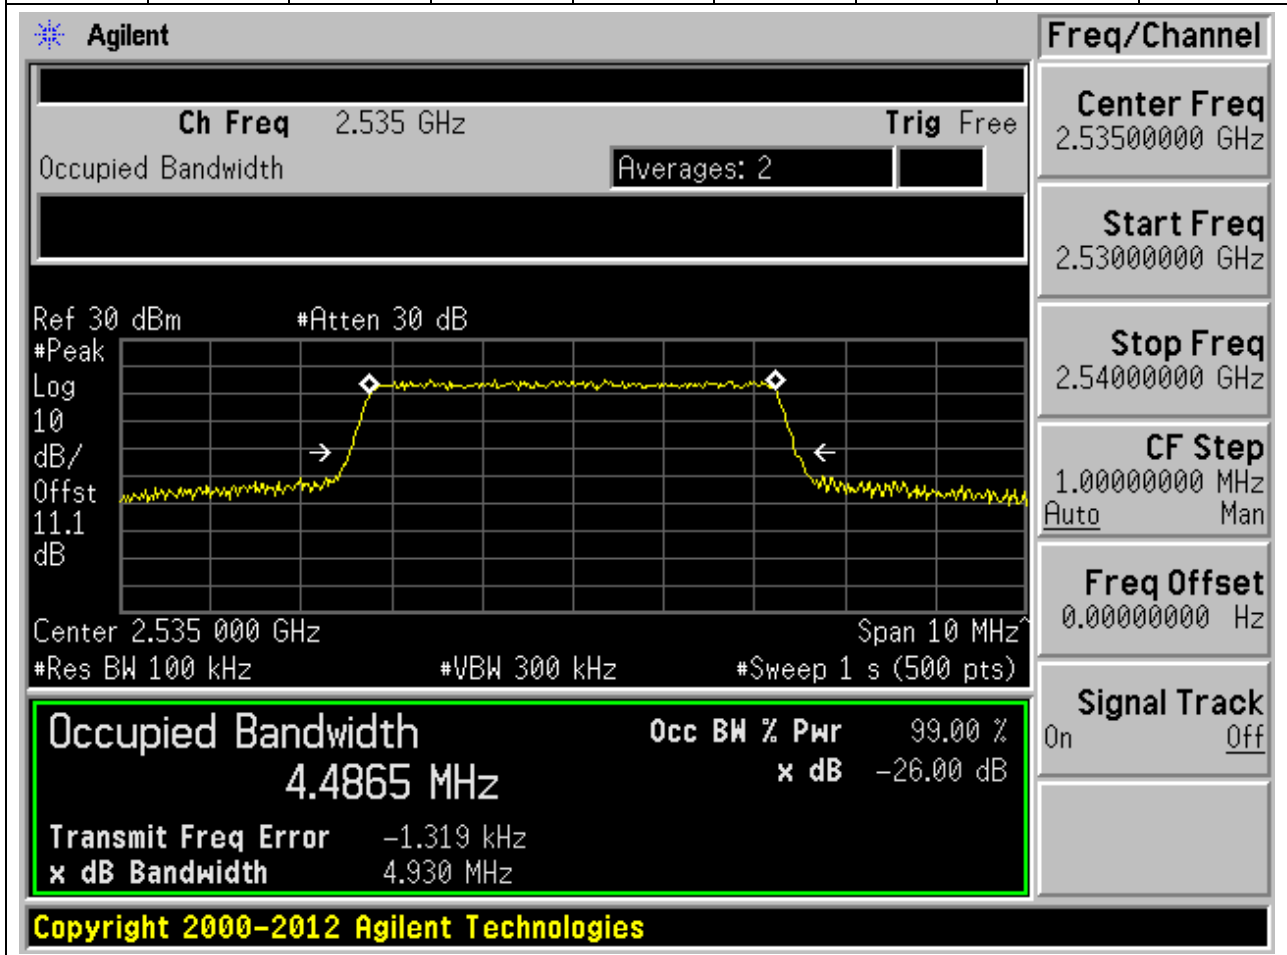 Agilent
Freq/Channel
Ch Freq 2.535 GHz Trig Free
Occupied Bandwidth Averages: 2
Center Freq
2.53500000 GHz
Start Freq
2.53000000 GHz
Stop Freq
2.54000000 GHz
CF Step
1.00000000 MHz
Auto Man
Freq Offset
0.00000000 Hz
Signal Track
On Off
Ref 30 dBm #Atten 30 dB
#Peak
Log
10
dB/
Offst
11.1
dB
Center 2.535 000 GHz Span 10 MHz^
#Res BW 100 kHz #VBW 300 kHz #Sweep 1 s (500 pts)
Occupied Bandwidth Occ BW % Pwr 99.00 %
4.4865 MHz x dB -26.00 dB
Transmit Freq Error -1.319 kHz
x dB Bandwidth 4.930 MHz
Copyright 2000-2012 Agilent Technologies